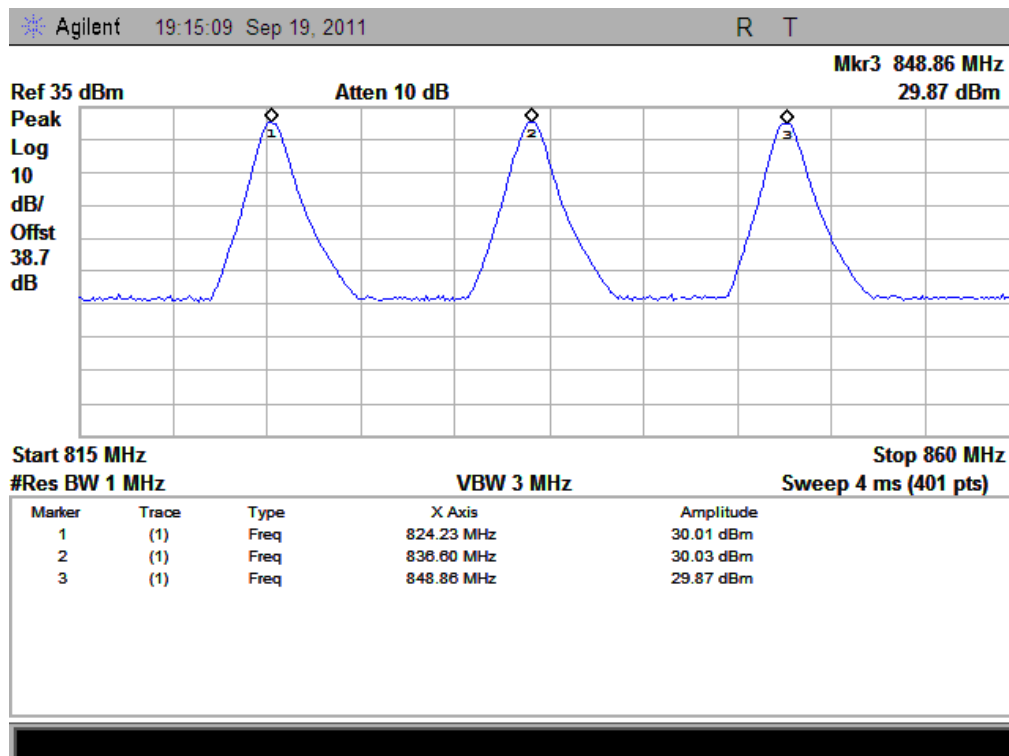 Agilent 19:15:09 Sep 19, 2011 R T
Mkr3 848.86 MHz
Ref 35 dBm Atten 10 dB 29.87 dBm
Peak
Log
10
dB/
Offst
38.7
dB
1 2 3
Start 815 MHz Stop 860 MHz
#Res BW 1 MHz VBW 3 MHz Sweep 4 ms (401 pts)
Marker Trace Type X Axis Amplitude
1 (1) Freq 824.23 MHz 30.01 dBm
2 (1) Freq 836.60 MHz 30.03 dBm
3 (1) Freq 848.86 MHz 29.87 dBm